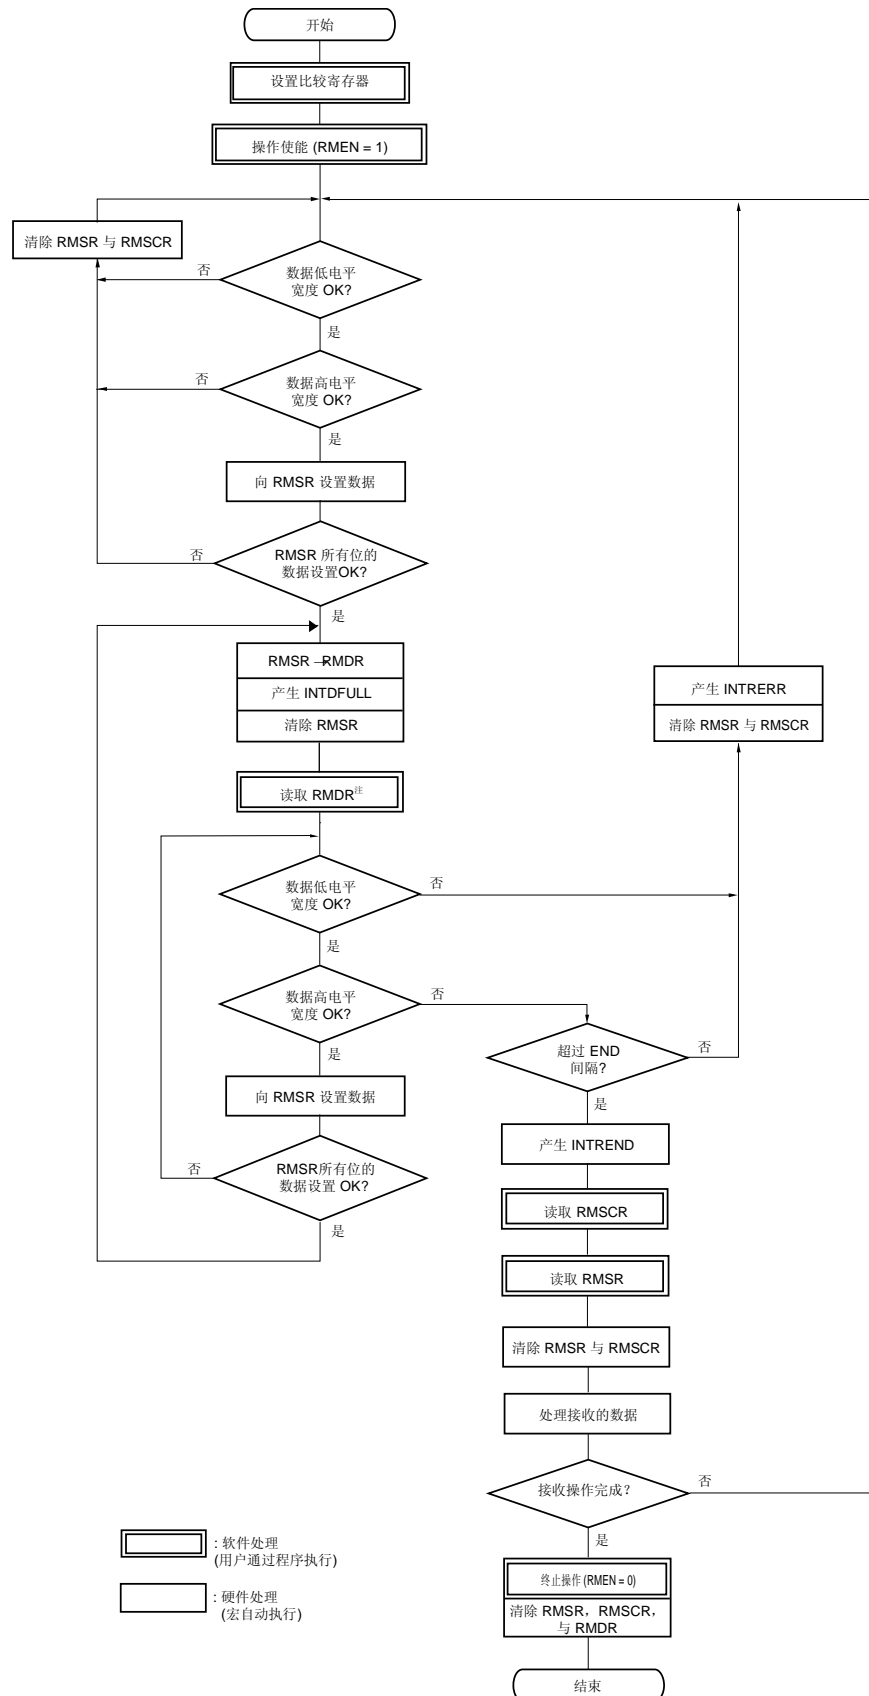 开始
设置比较寄存器
操作使能 (RMEN = 1)
清除 RMSR 与 RMSCR
否
数据低电平
宽度 OK?
是
否
数据高电平
宽度 OK?
是
向 RMSR 设置数据
否
RMSR 所有位的
数据设置OK?
是
RMSR →RMDR
产生 INTDFULL
清除 RMSR
产生 INTRERR
清除 RMSR 与 RMSCR
读取 RMDR注
数据低电平
宽度 OK?
否
是
数据高电平
宽度 OK?
否
是
超过 END
间隔?
否
是
向 RMSR 设置数据
产生 INTREND
否
RMSR所有位的
数据设置 OK?
是
读取 RMSCR
读取 RMSR
清除 RMSR 与 RMSCR
处理接收的数据
接收操作完成?
否
是
: 软件处理
(用户通过程序执行)
终止操作 (RMEN = 0)
清除 RMSR，RMSCR，
与 RMDR
: 硬件处理
(宏自动执行)
结束